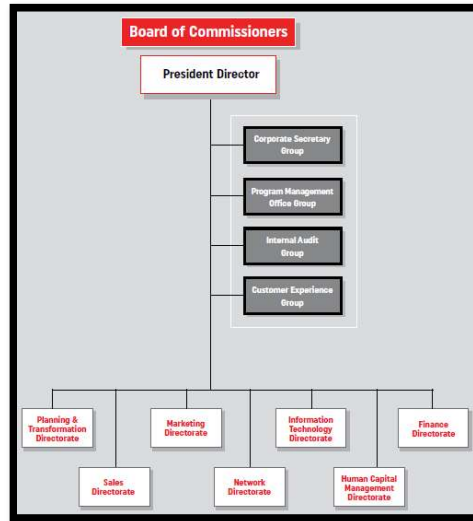 Board of Commissioners
President Director
Corporate Secretary
Group
Program Management
Office Group
Internal Audit
Group
Customer Experience
Group
Planning &
Transformation
Directorate
Marketing
Directorate
Information
Technology
Directorate
Finance
Directorate
Sales
Directorate
Network
Directorate
Human Capital
Management
Directorate